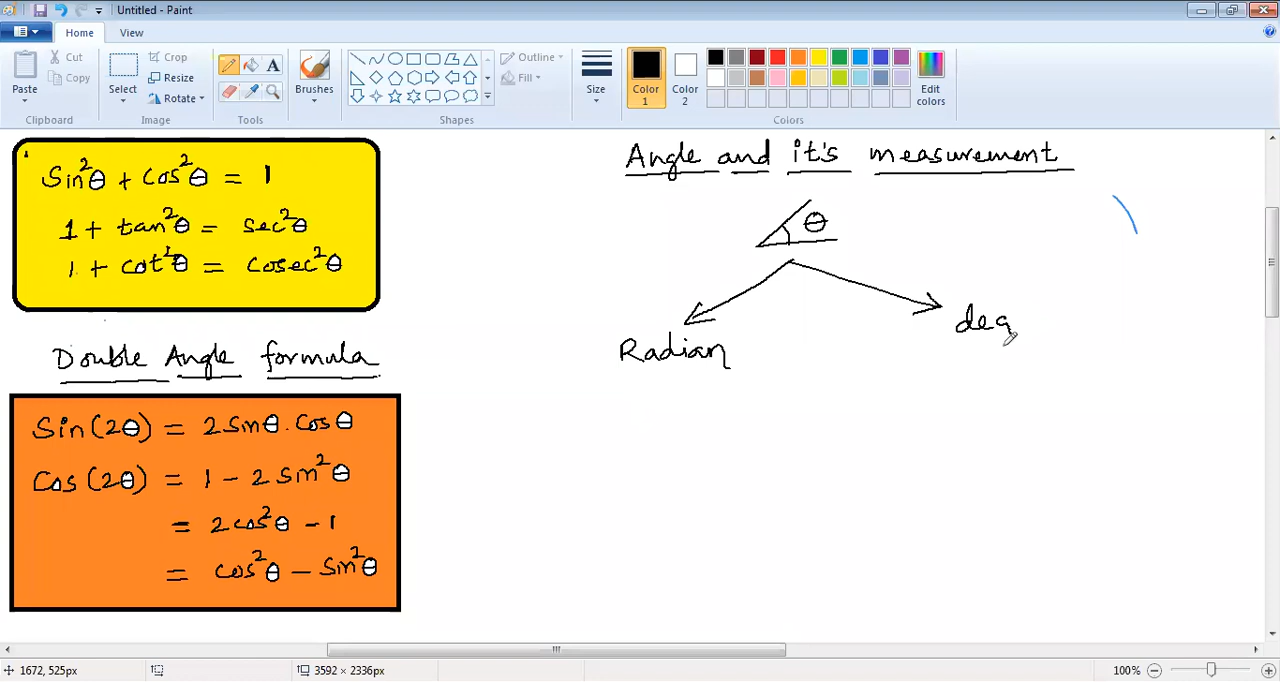 Untitled - Paint
Home View
Paste
Cut
Copy
Clipboard
Select
Crop
Resize
Rotate
Image
A
Tools
Brushes
Shapes
Outline
Fill
Size
Color 1
Color 2
Edit colors
Colors
Sin²θ + Cos²θ = 1
1 + tan²θ = sec²θ
1 + cot²θ = cosec²θ
Double Angle formula
Sin(2θ) = 2Sinθ.cosθ
Cos(2θ) = 1 - 2 sin²θ
= 2cos²θ - 1
= cos²θ - sin²θ
Angle and it's measurement
θ
Radian
deg
1672, 525px
3592 × 2336px
100%